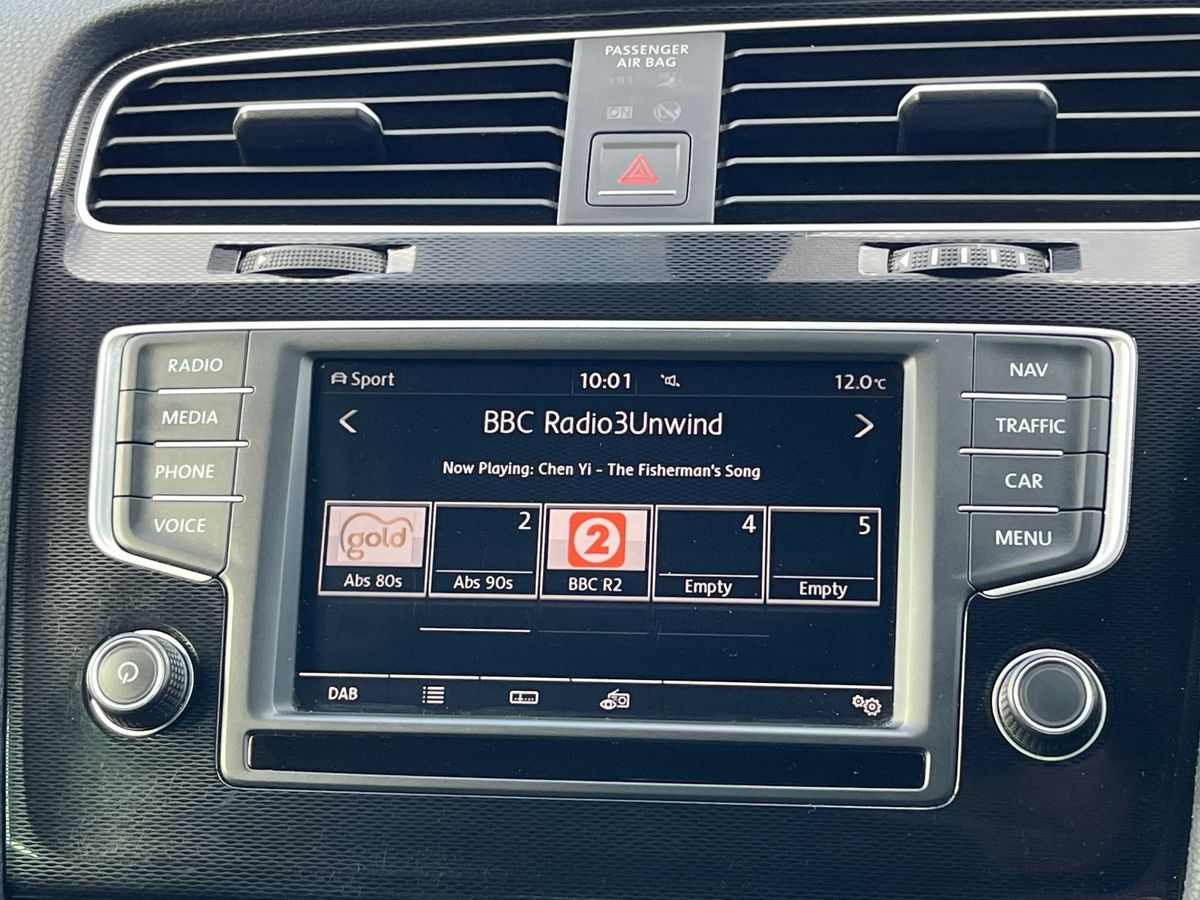 PASSENGER
AIR BAG
ON
RADIO
MEDIA
PHONE
VOICE
NAV
TRAFFIC
CAR
MENU
Sport 10:01 12.0°C
BBC Radio3Unwind
Now Playing: Chen Yi - The Fisherman's Song
gold 2 2 4 5
Abs 80s Abs 90s BBC R2 Empty Empty
DAB